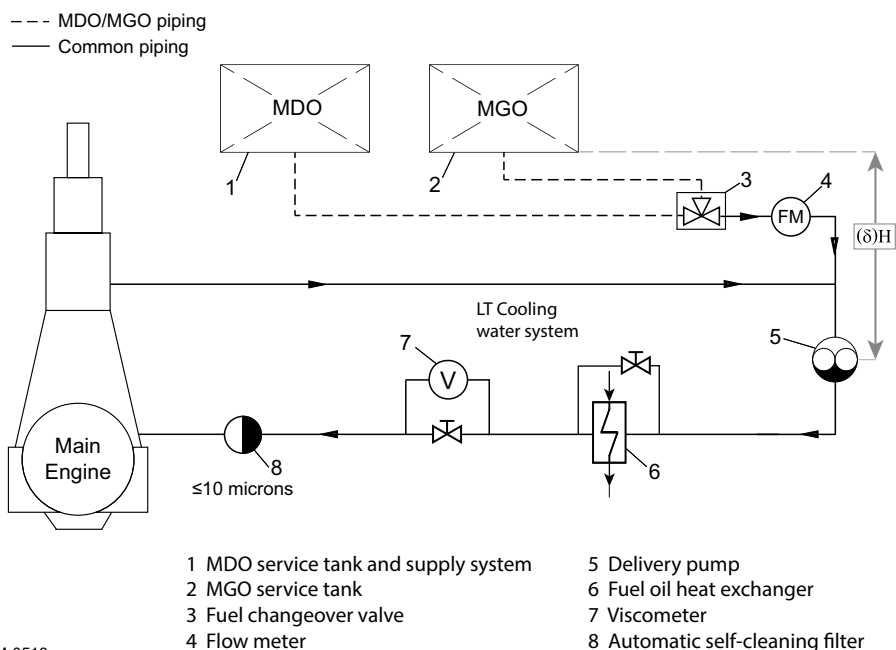 MDO/MGO piping
Common piping
MDO
MGO
1
2
3
4
FM
(δ)H
LT Cooling
water system
5
7
V
6
8
≤10 microns
Main
Engine
1 MDO service tank and supply system
2 MGO service tank
3 Fuel changeover valve
4 Flow meter
5 Delivery pump
6 Fuel oil heat exchanger
7 Viscometer
8 Automatic self-cleaning filter